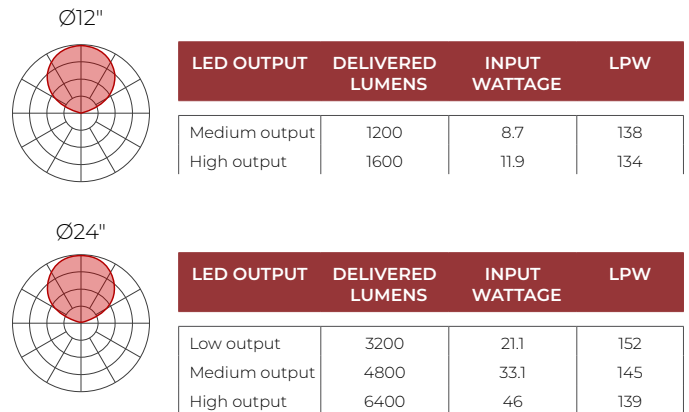 Ø12"
LED OUTPUT DELIVERED LUMENS INPUT WATTAGE LPW
Medium output 1200 8.7 138
High output 1600 11.9 134
Ø24"
LED OUTPUT DELIVERED LUMENS INPUT WATTAGE LPW
Low output 3200 21.1 152
Medium output 4800 33.1 145
High output 6400 46 139